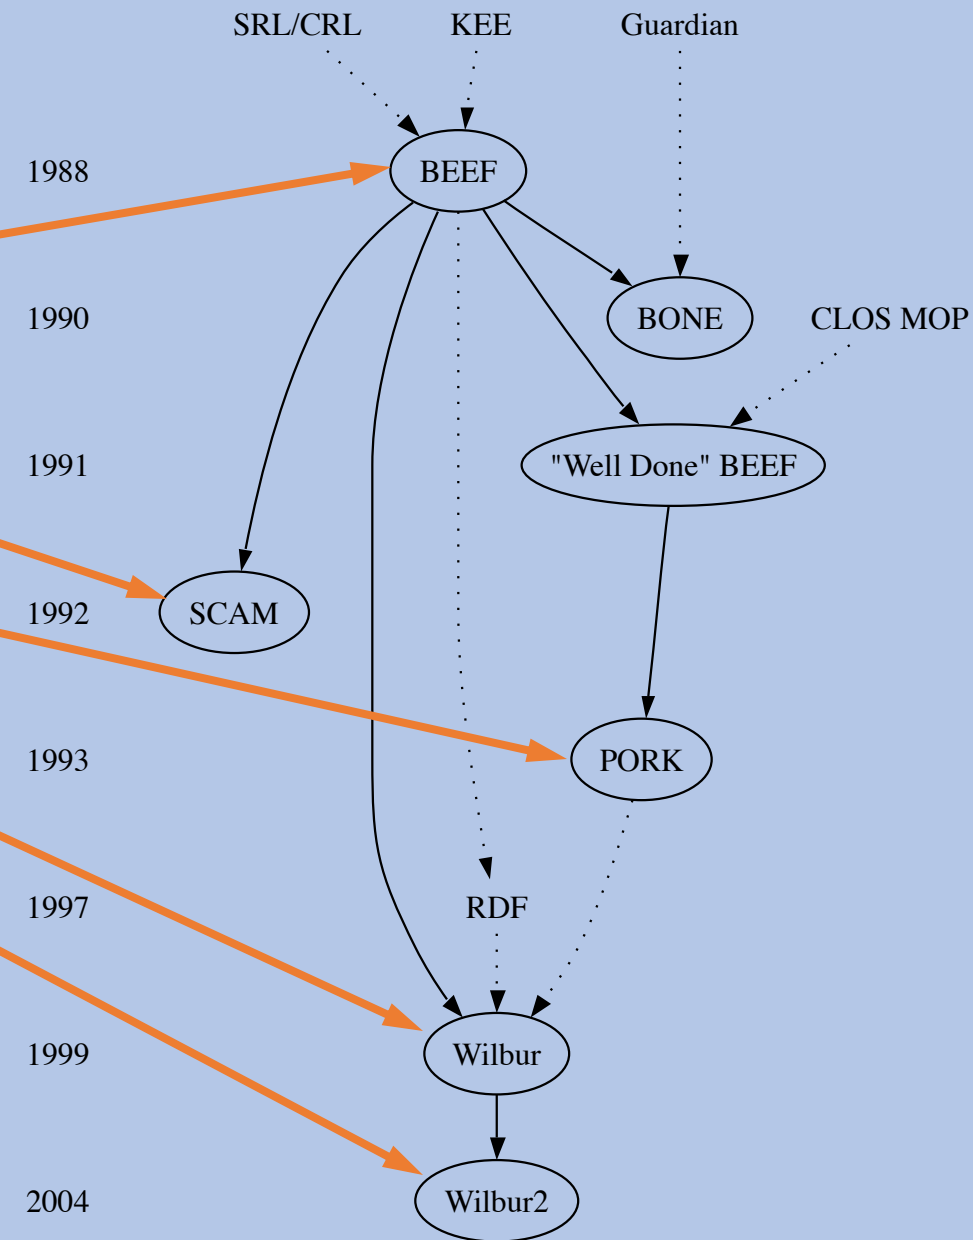 SRL/CRL KEE Guardian
1988 BEEF
1990 BONE CLOS MOP
1991 "Well Done" BEEF
1992 SCAM
1993 PORK
1997 RDF
1999 Wilbur
2004 Wilbur2